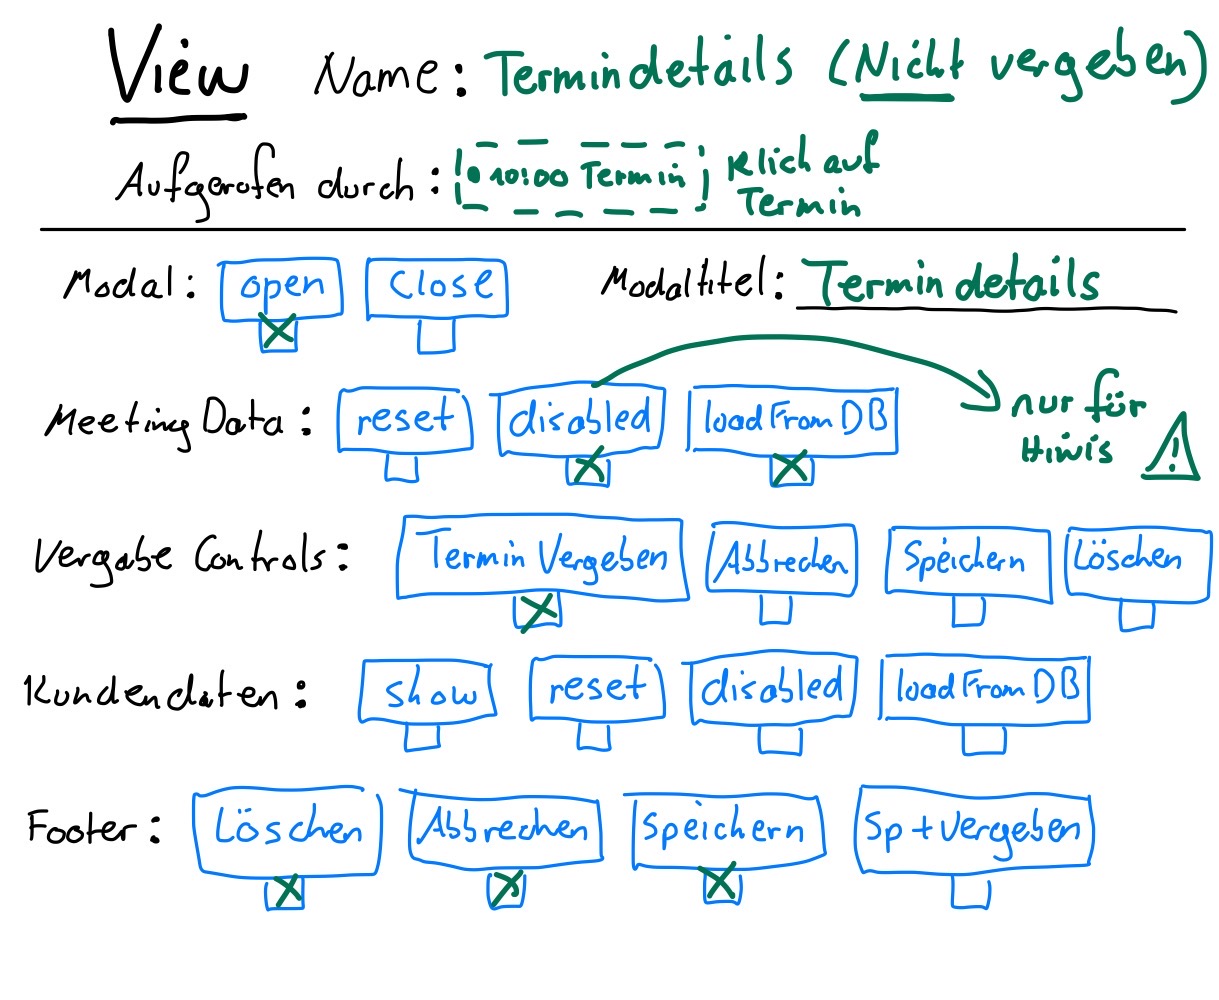 View Name: Termindetails (Nicht vergeben)
Aufgerufen durch: 10:00 Termin Klick auf
Termin
Modal: open Close Modaltitel: Termindetails
Meeting Data: reset disabled loadFromDB nur für
Hinwis
Vergabe Controls: Termin Vergeben Abbrechen Speichern Löschen
Kundendaten: show reset disabled loadFromDB
Footer: Löschen Abbrechen Speichern Sp + Vergeben